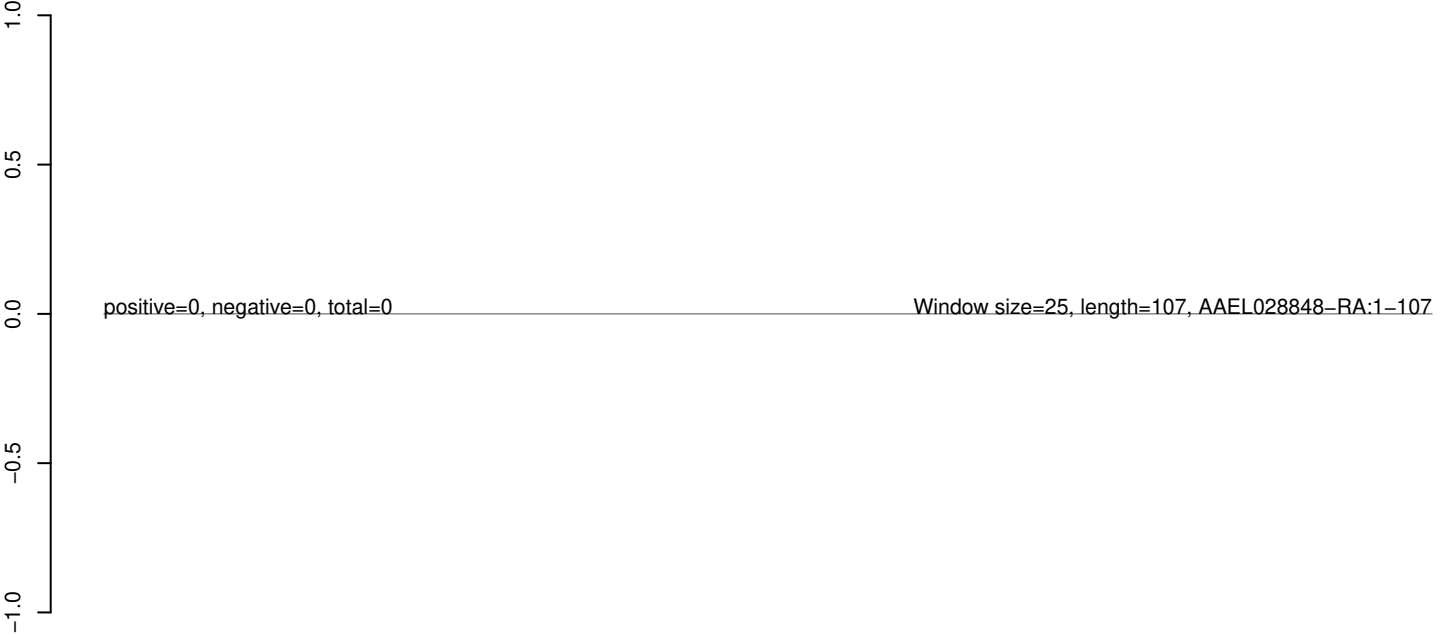 1.0
0.5
0.0
positive=0, negative=0, total=0
Window size=25, length=107, AAEL028848−RA:1−107
−0.5
−1.0